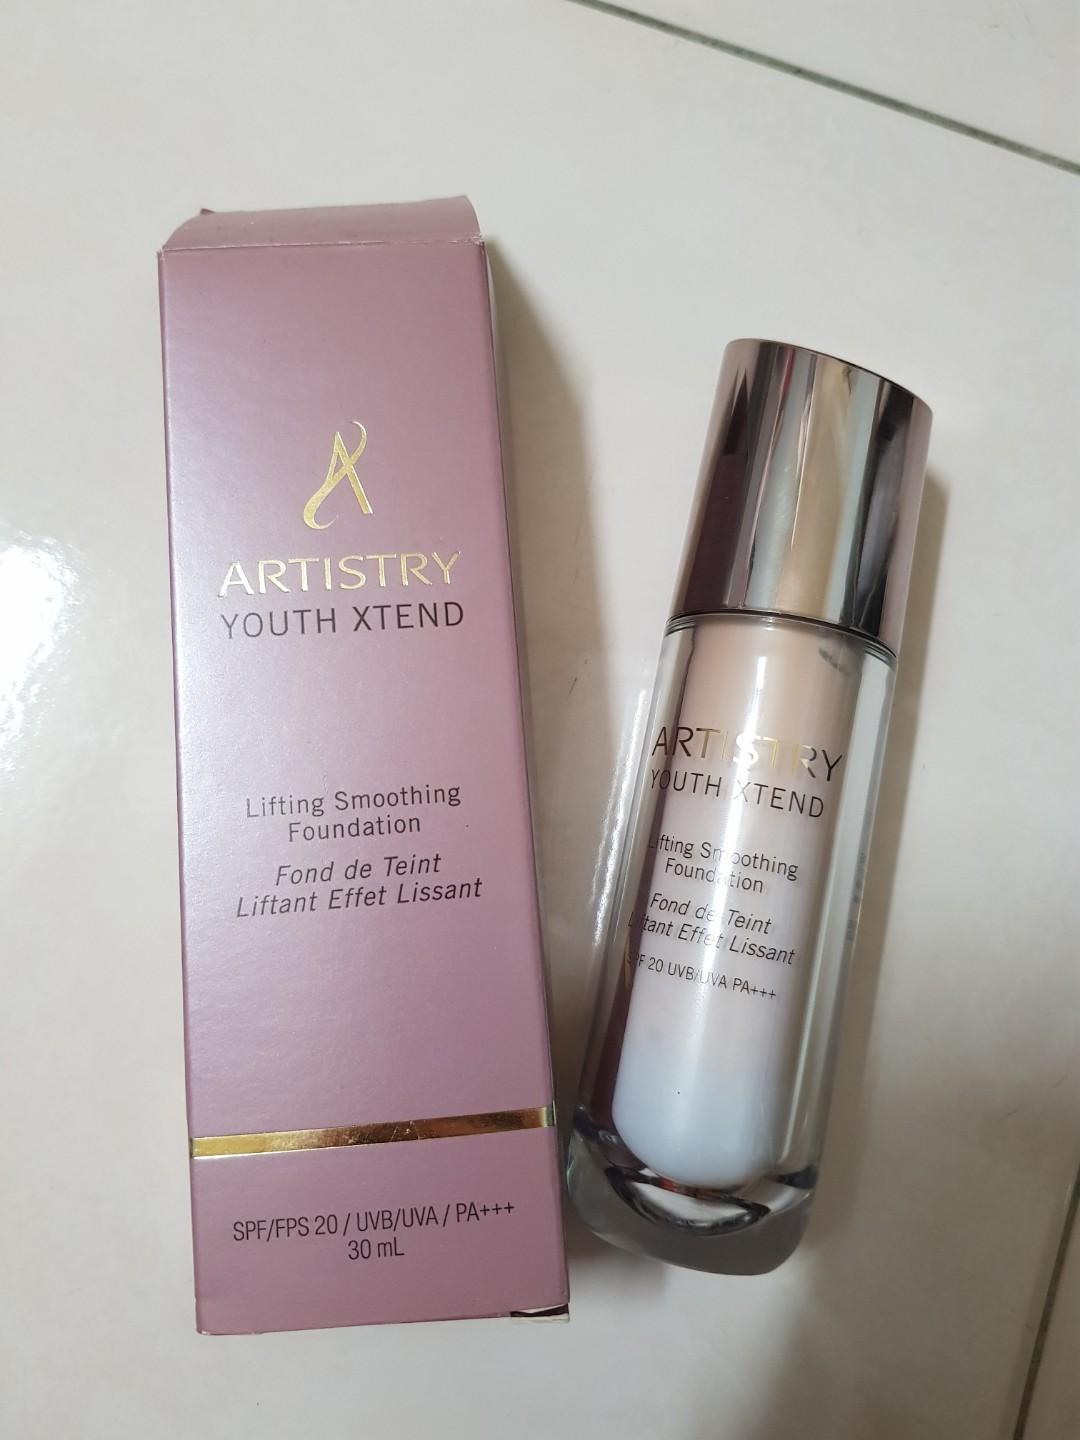 ARTISTRY
YOUTH XTEND
Lifting Smoothing
Foundation
Fond de Teint
Liftant Effet Lissant
SPF/FPS 20 / UVB/UVA / PA+++
30 mL
ARTISTRY
YOUTH XTEND
Lifting Smoothing
Foundation
Fond de Teint
Liftant Effet Lissant
SPF 20 UVB/UVA PA+++